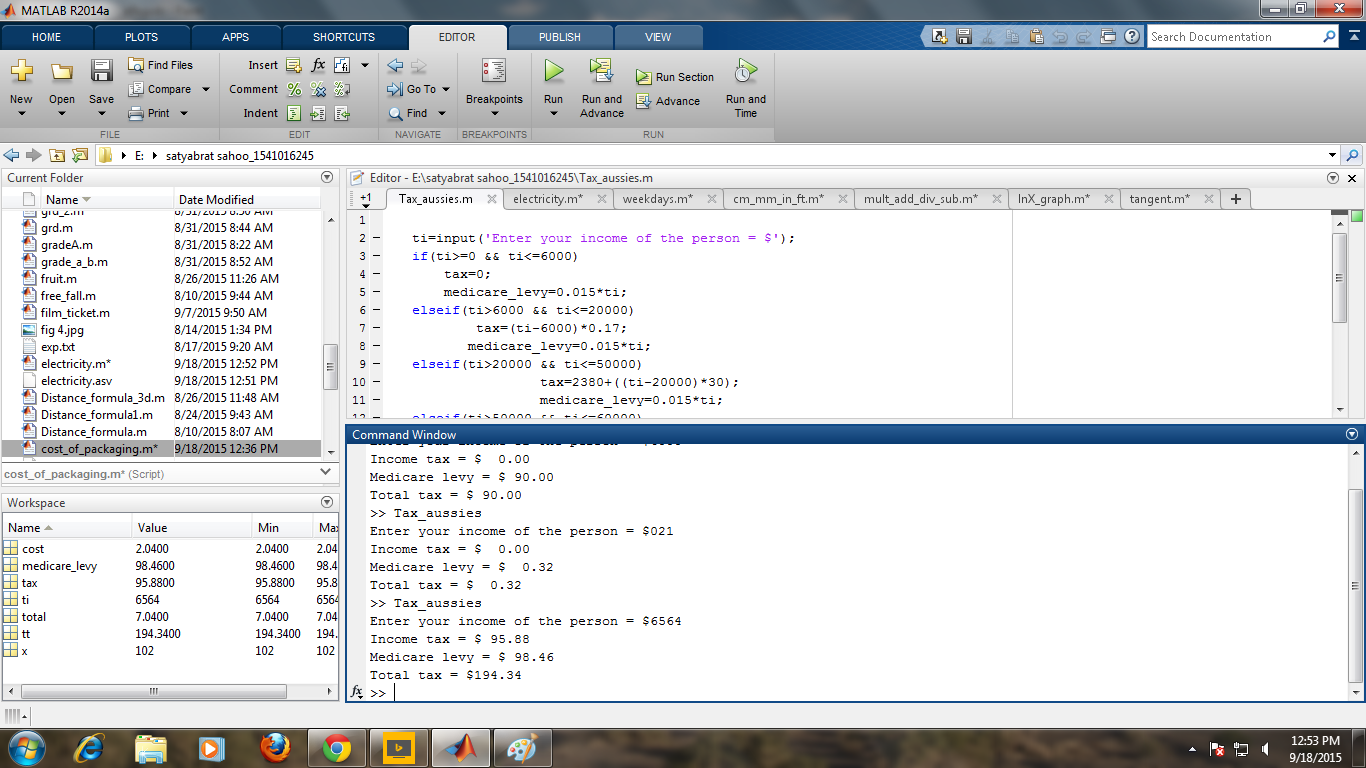 MATLAB R2014a
HOME PLOTS APPS SHORTCUTS EDITOR PUBLISH VIEW
Search Documentation
New Open Save Find Files Compare Print
Insert Comment Indent
Go To Find
Breakpoints
Run Run and Advance Run Section Advance Run and Time
FILE EDIT NAVIGATE BREAKPOINTS RUN
E: satyabrat sahoo_1541016245
Current Folder
Name Date Modified
grd_2.m 8/31/2015 8:50 AM
grd.m 8/31/2015 8:44 AM
gradeA.m 8/31/2015 8:22 AM
grade_a_b.m 8/31/2015 8:52 AM
fruit.m 8/26/2015 11:26 AM
free_fall.m 8/10/2015 9:44 AM
film_ticket.m 9/7/2015 9:50 AM
fig 4.jpg 8/14/2015 1:34 PM
exp.txt 8/17/2015 9:20 AM
electricity.m* 9/18/2015 12:52 PM
electricity.asv 9/18/2015 12:51 PM
Distance_formula_3d.m 8/26/2015 11:48 AM
Distance_formula1.m 8/24/2015 9:43 AM
Distance_formula.m 8/10/2015 8:07 AM
cost_of_packaging.m* 9/18/2015 12:36 PM
cost_of_packaging.m* (Script)
Workspace
Name Value Min Max
cost 2.0400 2.0400 2.04
medicare_levy 98.4600 98.4600 98.4
tax 95.8800 95.8800 95.8
ti 6564 6564 6564
total 7.0400 7.0400 7.04
tt 194.3400 194.3400 194.
x 102 102 102
Editor - E:\satyabrat sahoo_1541016245\Tax_aussies.m
+1 Tax_aussies.m electricity.m* weekdays.m* cm_mm_in_ft.m* mult_add_div_sub.m* lnX_graph.m* tangent.m* +
1
2 – ti=input('Enter your income of the person = $');
3 – if(ti>=0 && ti<=6000)
4 – tax=0;
5 – medicare_levy=0.015*ti;
6 – elseif(ti>6000 && ti<=20000)
7 – tax=(ti-6000)*0.17;
8 – medicare_levy=0.015*ti;
9 – elseif(ti>20000 && ti<=50000)
10 – tax=2380+((ti-20000)*30);
11 – medicare_levy=0.015*ti;
12 – elseif(ti>50000 && ti<=60000)
Command Window
Income tax = $  0.00
Medicare levy = $ 90.00
Total tax = $ 90.00
>> Tax_aussies
Enter your income of the person = $021
Income tax = $  0.00
Medicare levy = $  0.32
Total tax = $  0.32
>> Tax_aussies
Enter your income of the person = $6564
Income tax = $ 95.88
Medicare levy = $ 98.46
Total tax = $194.34
fx >>
12:53 PM
9/18/2015